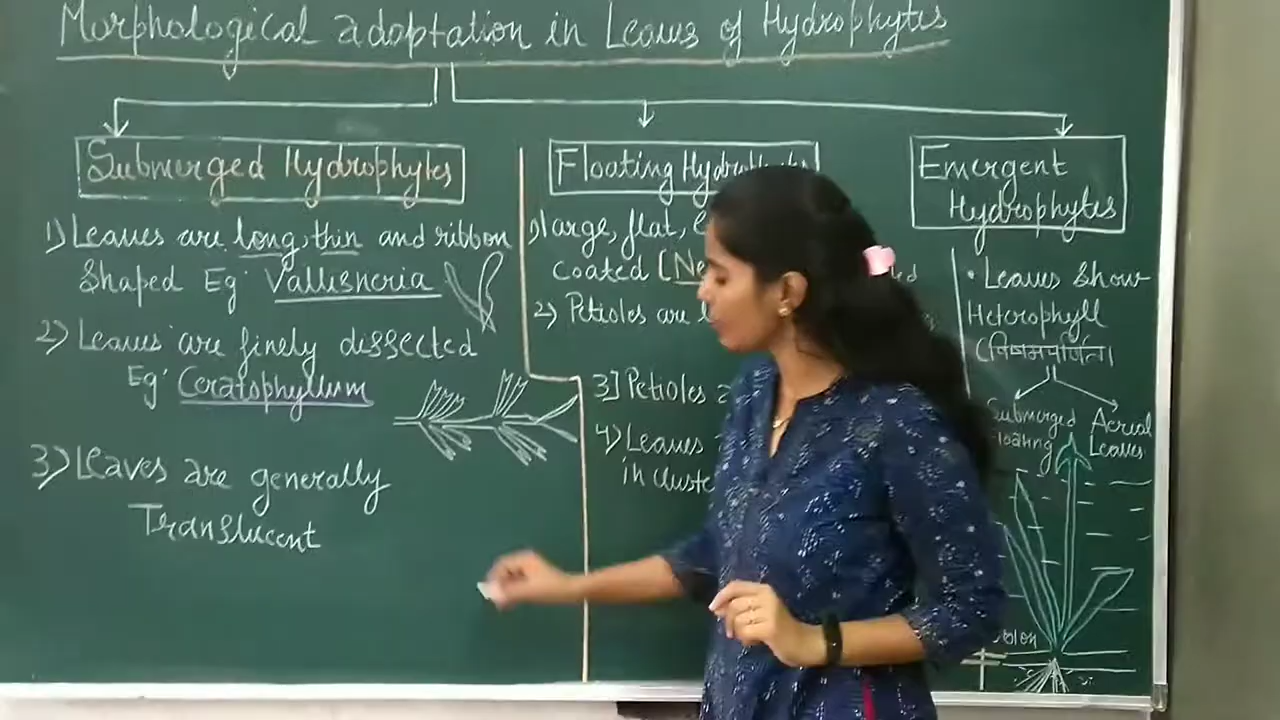 Morphological adaptation in Leaves of Hydrophytes
Submerged Hydrophytes
1) Leaves are long, thin and ribbon
Shaped Eg: Vallisneria
2) Leaves are finely dissected
Eg: Ceratophyllum
3) Leaves are generally
Translucent
Floating
1) large, flat,
coated (Ne
2) Petioles are
3] Petioles
4) Leaves
in cluste
Emergent
Hydrophytes
• Leaves Show
Heterophyll
(विषमपर्णिता)
Submerged
Floating
Aerial
Leaves